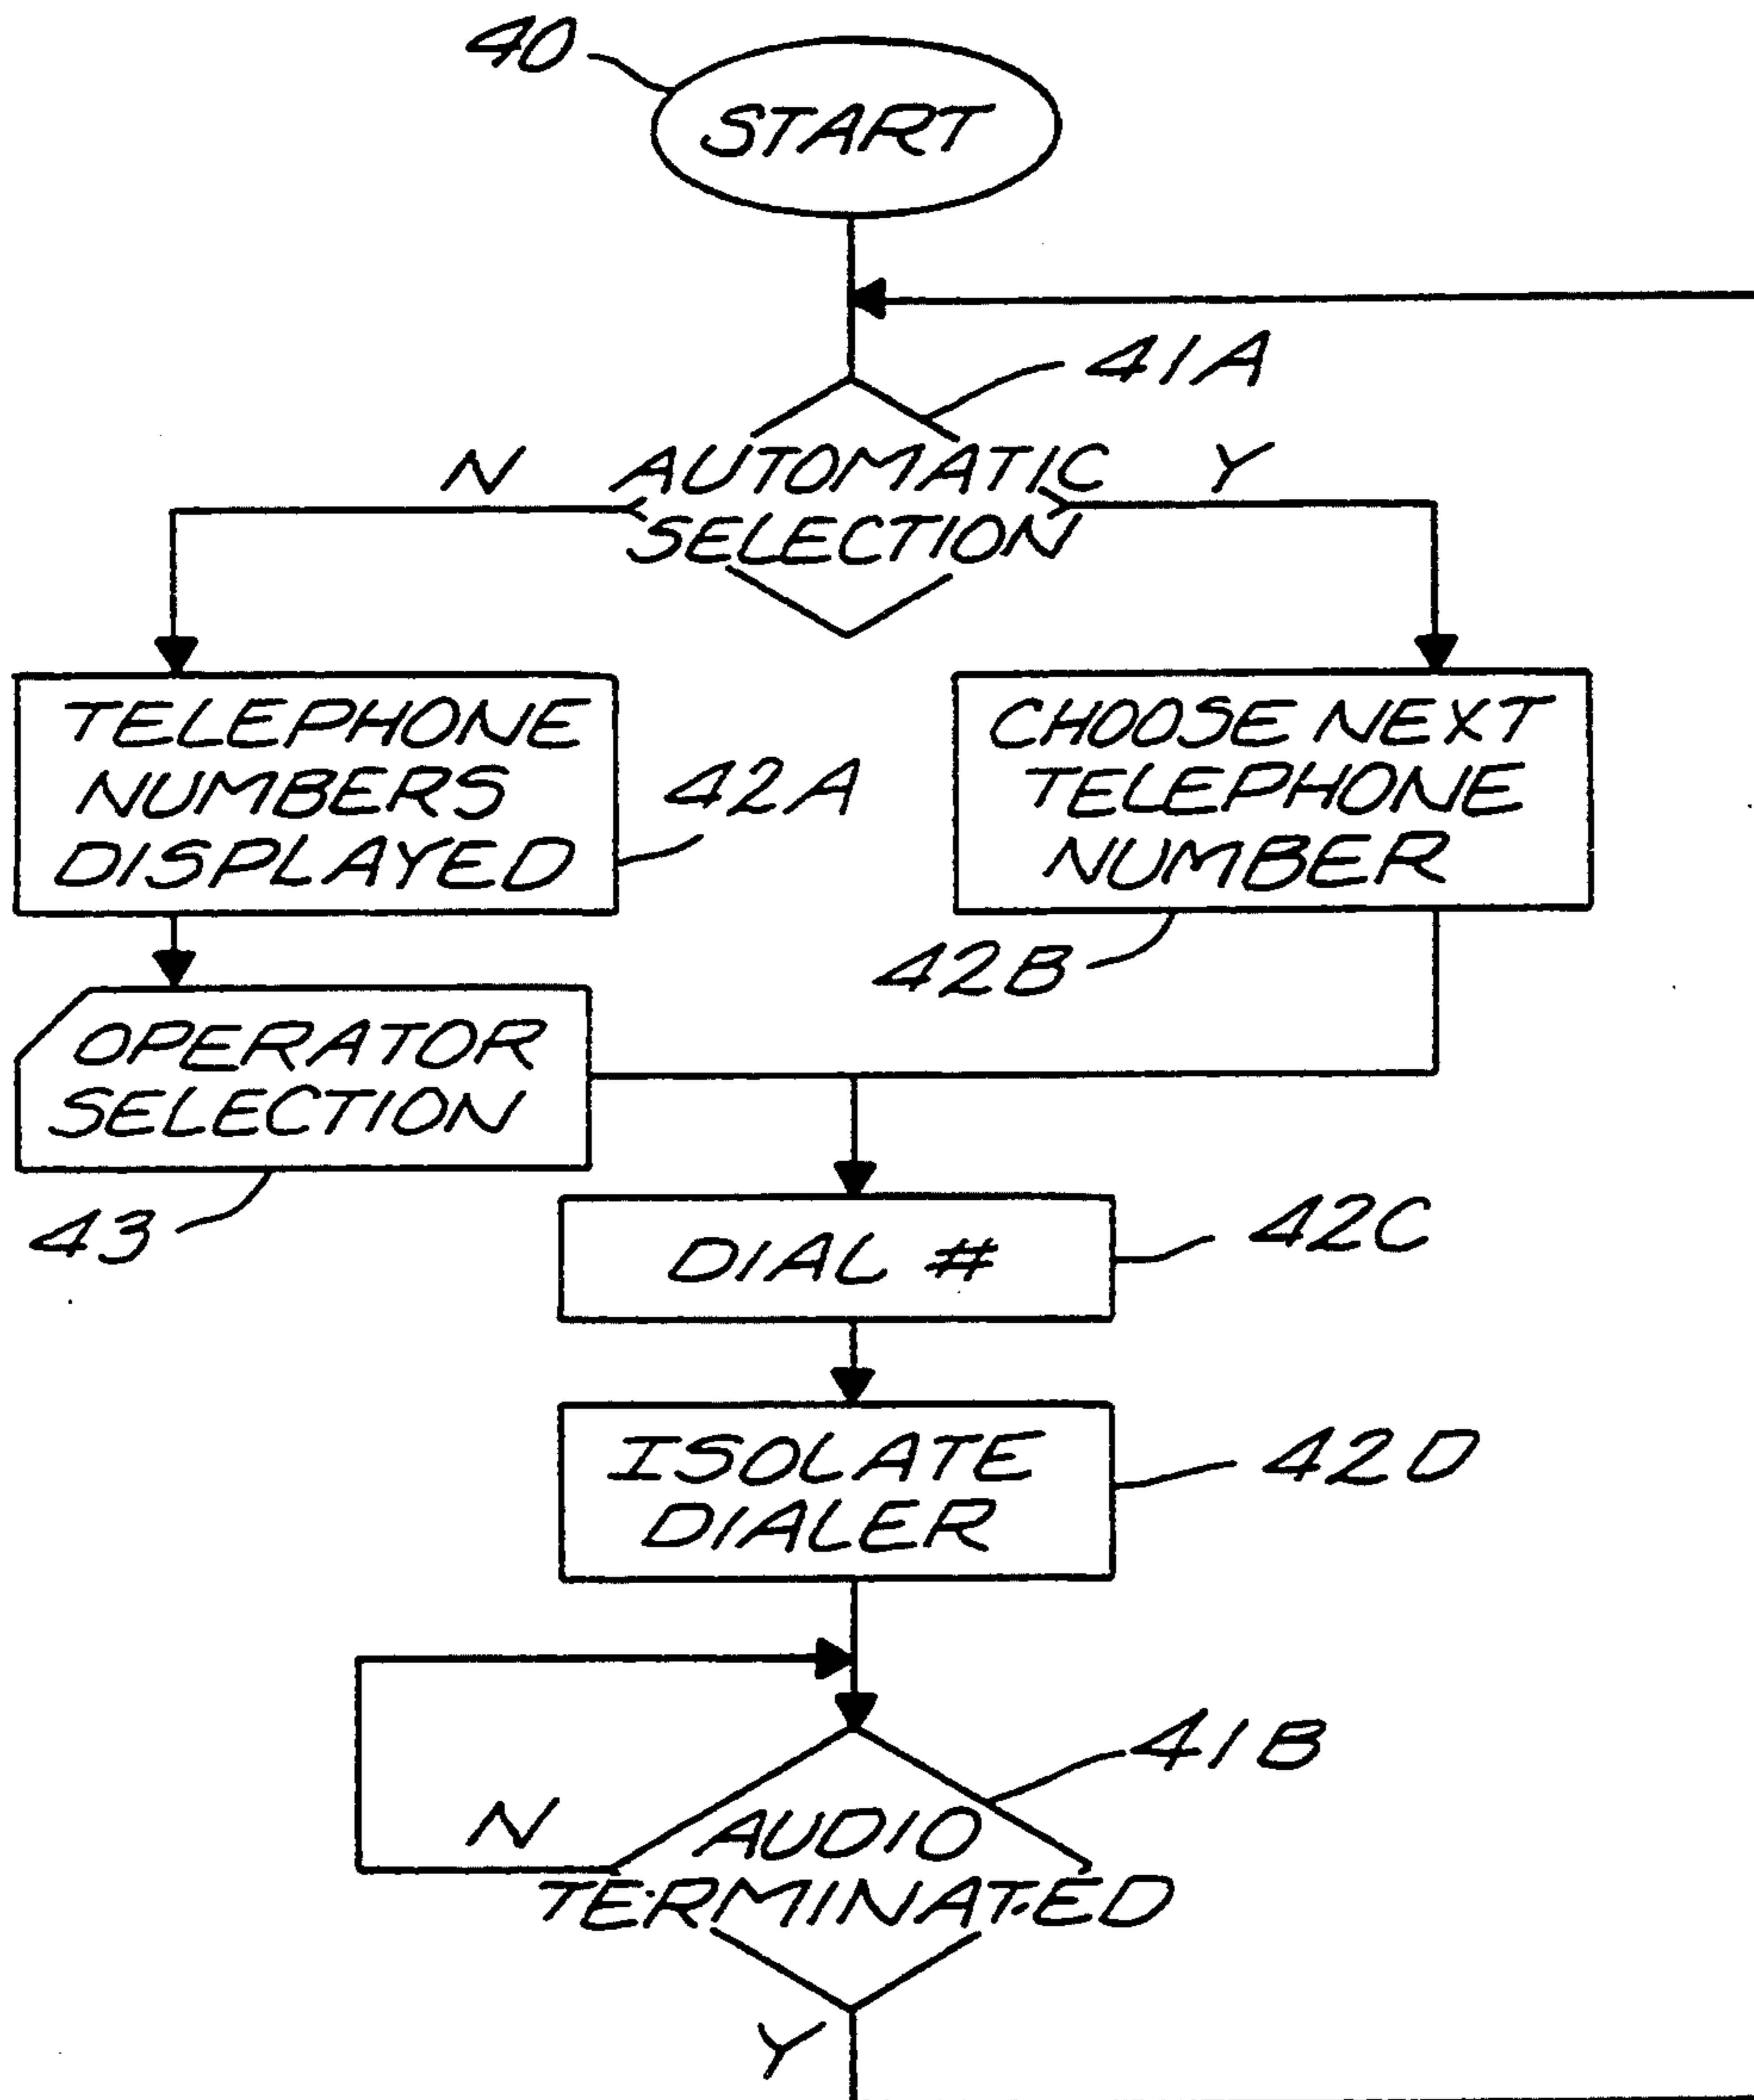 40
START
41A
N
AUTOMATIC
SELECTION
Y
TELEPHONE
NUMBERS
DISPLAYED
42A
CHOOSE NEXT
TELEPHONE
NUMBER
42B
OPERATOR
SELECTION
43
DIAL #
42C
ISOLATE
DIALER
42D
41B
N
AUDIO
TERMINATED
Y